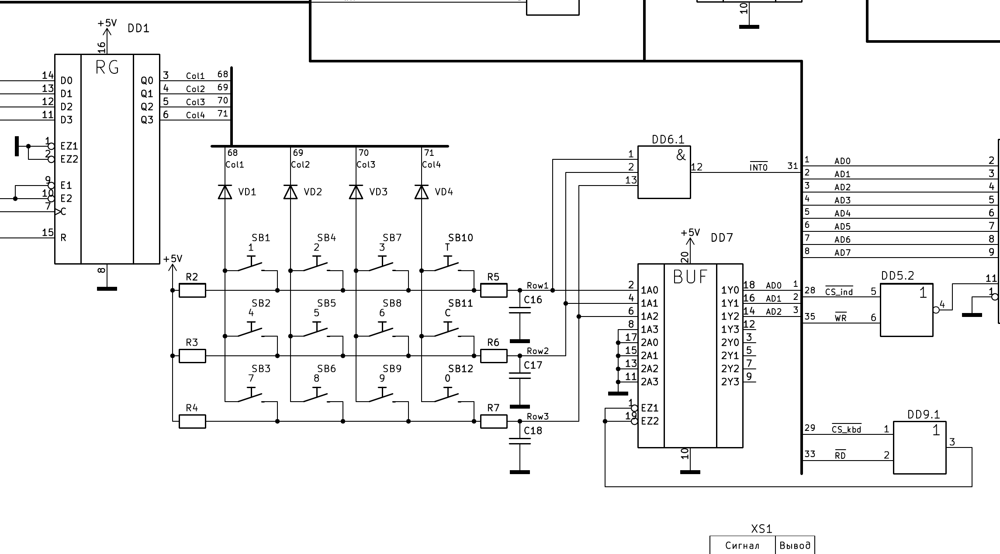 +5V
DD1
16
RG
14 D0 Q0 3 Col1 68
13 D1 Q1 4 Col2 69
12 D2 Q2 5 Col3 70
11 D3 Q3 6 Col4 71
1 EZ1
2 EZ2
9 E1
10 E2
7 C
15 R
8
10
68 69 70 71
Col1 Col2 Col3 Col4
VD1 VD2 VD3 VD4
SB1 SB4 SB7 SB10
1 2 3 T
+5V
R2 R5 Row1
C16
SB2 SB5 SB8 SB11
4 5 6 C
R3 R6 Row2
C17
SB3 SB6 SB9 SB12
7 8 9 0
R4 R7 Row3
C18
DD6.1
&
1
2
13
12 INT0 31
+5V
DD7
20
BUF
2 1A0 1Y0 18 AD0 1
4 1A1 1Y1 16 AD1 2
6 1A2 1Y2 14 AD2 3
8 1A3 1Y3 12
17 2A0 2Y0 3
15 2A1 2Y1 5
13 2A2 2Y2 7
11 2A3 2Y3 9
1 EZ1
19 EZ2
10
1 AD0 2
2 AD1 3
3 AD2 4
4 AD3 5
5 AD4 6
6 AD5 7
7 AD6 8
8 AD7 9
DD5.2
1
28 CS_ind 5
35 WR 6
4
11
1
DD9.1
1
29 CS_kbd 1
33 RD 2
3
XS1
Сигнал Вывод